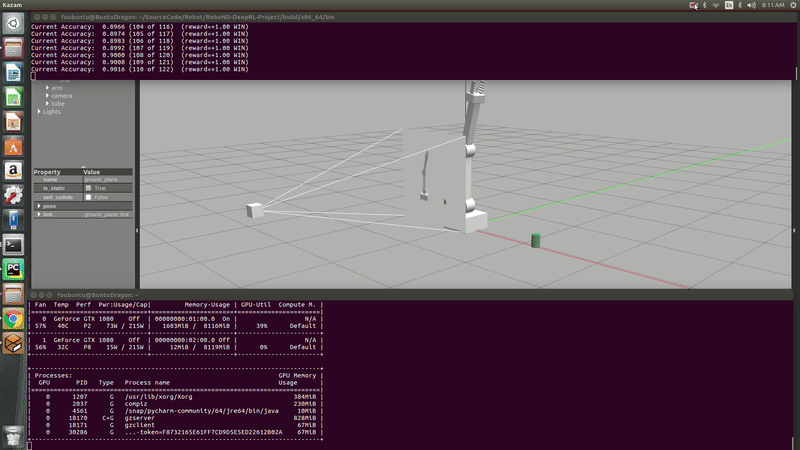 Kazam
En
8:11 AM
foubuntu@BuntuDragon: ~/SourceCode/Robot/RoboND-DeepRL-Project/build/x86_64/bin
Current Accuracy: 0.8966 (104 of 116) (reward=+1.00 WIN)
Current Accuracy: 0.8974 (105 of 117) (reward=+1.00 WIN)
Current Accuracy: 0.8983 (106 of 118) (reward=+1.00 WIN)
Current Accuracy: 0.8992 (107 of 119) (reward=+1.00 WIN)
Current Accuracy: 0.9000 (108 of 120) (reward=+1.00 WIN)
Current Accuracy: 0.9008 (109 of 121) (reward=+1.00 WIN)
Current Accuracy: 0.9016 (110 of 122) (reward=+1.00 WIN)
arm
camera
tube
Lights
Property Value
name ground_plane
is_static True
self_collide False
pose
link ground_plane::link
foubuntu@BuntuDragon: ~
| Fan Temp Perf Pwr:Usage/Cap| Memory-Usage | GPU-Util Compute M. |
| 0 GeForce GTX 1080 Off | 00000000:01:00.0 On | N/A |
| 57% 40C P2 73W / 215W | 1603MiB / 8116MiB | 39% Default |
| 1 GeForce GTX 1080 Off | 00000000:02:00.0 Off | N/A |
| 56% 32C P8 15W / 215W | 12MiB / 8119MiB | 0% Default |
| Processes: GPU Memory |
| GPU PID Type Process name Usage |
| 0 1207 G /usr/lib/xorg/Xorg 384MiB |
| 0 2037 G compiz 230MiB |
| 0 4561 G /snap/pycharm-community/64/jre64/bin/java 10MiB |
| 0 18170 C+G gzserver 828MiB |
| 0 18171 G gzclient 67MiB |
| 0 30286 G ...-token=F8732165E61FF7CD9D5E5ED22612B02A 67MiB |